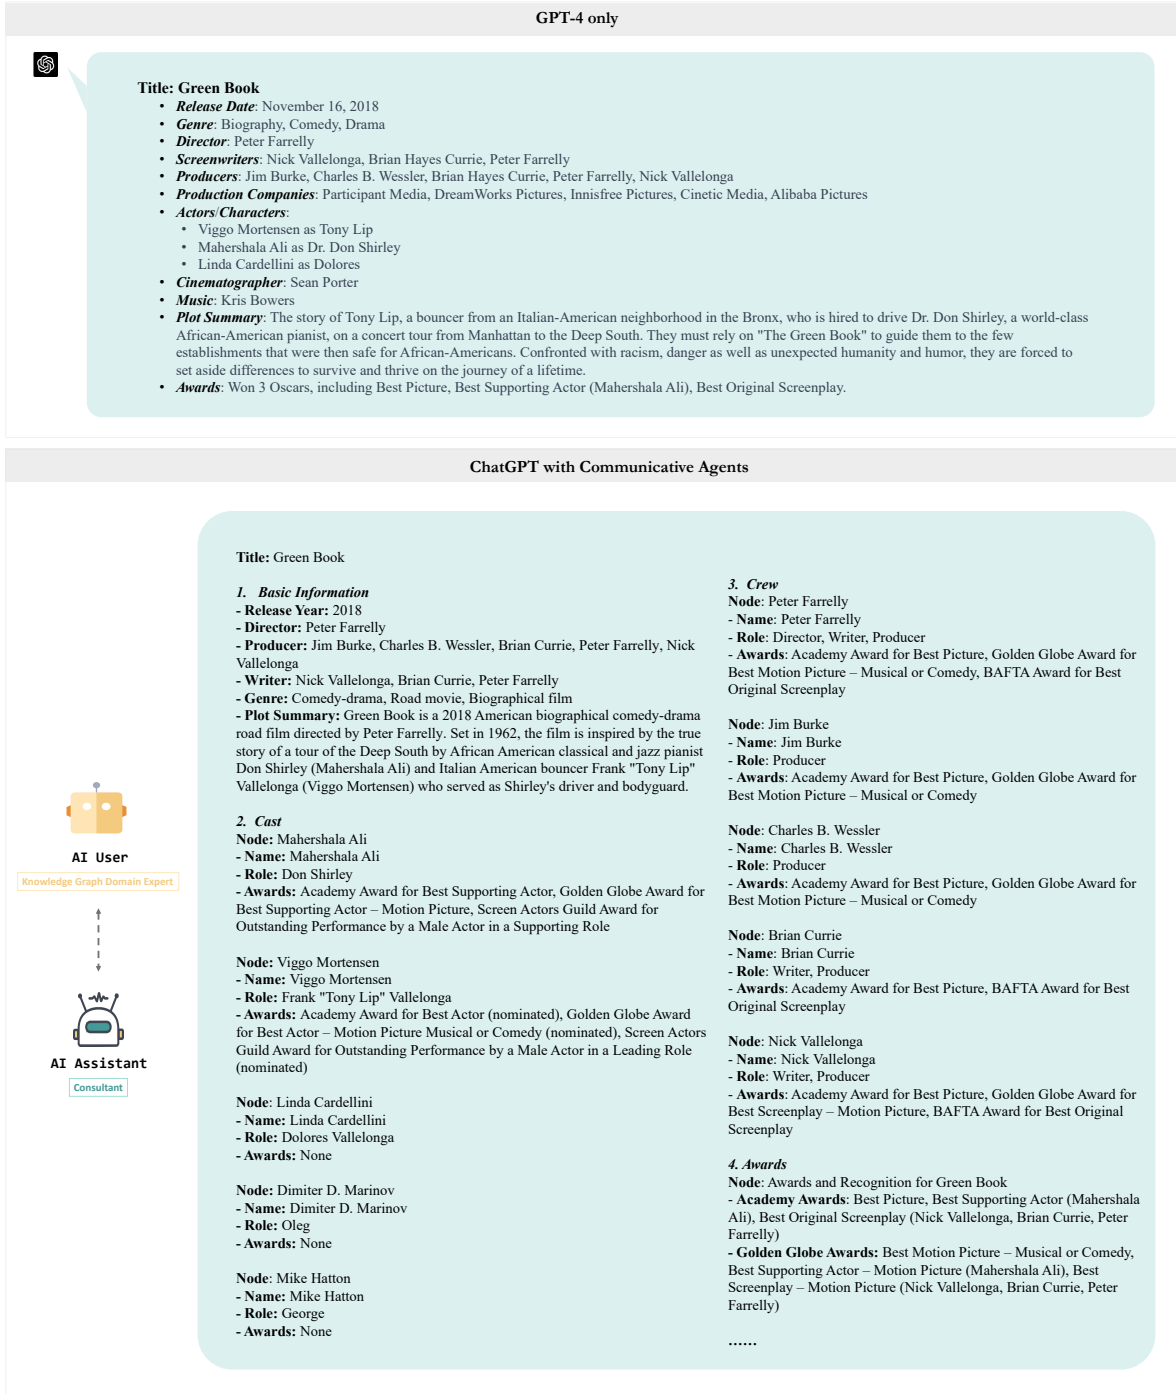 GPT-4 only
Title: Green Book
• Release Date: November 16, 2018
• Genre: Biography, Comedy, Drama
• Director: Peter Farrelly
• Screenwriters: Nick Vallelonga, Brian Hayes Currie, Peter Farrelly
• Producers: Jim Burke, Charles B. Wessler, Brian Hayes Currie, Peter Farrelly, Nick Vallelonga
• Production Companies: Participant Media, DreamWorks Pictures, Innisfree Pictures, Cinetic Media, Alibaba Pictures
• Actors/Characters:
• Viggo Mortensen as Tony Lip
• Mahershala Ali as Dr. Don Shirley
• Linda Cardellini as Dolores
• Cinematographer: Sean Porter
• Music: Kris Bowers
• Plot Summary: The story of Tony Lip, a bouncer from an Italian-American neighborhood in the Bronx, who is hired to drive Dr. Don Shirley, a world-class
African-American pianist, on a concert tour from Manhattan to the Deep South. They must rely on "The Green Book" to guide them to the few
establishments that were then safe for African-Americans. Confronted with racism, danger as well as unexpected humanity and humor, they are forced to
set aside differences to survive and thrive on the journey of a lifetime.
• Awards: Won 3 Oscars, including Best Picture, Best Supporting Actor (Mahershala Ali), Best Original Screenplay.
ChatGPT with Communicative Agents
AI User
Knowledge Graph Domain Expert
AI Assistant
Consultant
Title: Green Book
1. Basic Information
- Release Year: 2018
- Director: Peter Farrelly
- Producer: Jim Burke, Charles B. Wessler, Brian Currie, Peter Farrelly, Nick
Vallelonga
- Writer: Nick Vallelonga, Brian Currie, Peter Farrelly
- Genre: Comedy-drama, Road movie, Biographical film
- Plot Summary: Green Book is a 2018 American biographical comedy-drama
road film directed by Peter Farrelly. Set in 1962, the film is inspired by the true
story of a tour of the Deep South by African American classical and jazz pianist
Don Shirley (Mahershala Ali) and Italian American bouncer Frank "Tony Lip"
Vallelonga (Viggo Mortensen) who served as Shirley's driver and bodyguard.
2. Cast
Node: Mahershala Ali
- Name: Mahershala Ali
- Role: Don Shirley
- Awards: Academy Award for Best Supporting Actor, Golden Globe Award for
Best Supporting Actor – Motion Picture, Screen Actors Guild Award for
Outstanding Performance by a Male Actor in a Supporting Role
Node: Viggo Mortensen
- Name: Viggo Mortensen
- Role: Frank "Tony Lip" Vallelonga
- Awards: Academy Award for Best Actor (nominated), Golden Globe Award
for Best Actor – Motion Picture Musical or Comedy (nominated), Screen Actors
Guild Award for Outstanding Performance by a Male Actor in a Leading Role
(nominated)
Node: Linda Cardellini
- Name: Linda Cardellini
- Role: Dolores Vallelonga
- Awards: None
Node: Dimiter D. Marinov
- Name: Dimiter D. Marinov
- Role: Oleg
- Awards: None
Node: Mike Hatton
- Name: Mike Hatton
- Role: George
- Awards: None
3. Crew
Node: Peter Farrelly
- Name: Peter Farrelly
- Role: Director, Writer, Producer
- Awards: Academy Award for Best Picture, Golden Globe Award for
Best Motion Picture – Musical or Comedy, BAFTA Award for Best
Original Screenplay
Node: Jim Burke
- Name: Jim Burke
- Role: Producer
- Awards: Academy Award for Best Picture, Golden Globe Award for
Best Motion Picture – Musical or Comedy
Node: Charles B. Wessler
- Name: Charles B. Wessler
- Role: Producer
- Awards: Academy Award for Best Picture, Golden Globe Award for
Best Motion Picture – Musical or Comedy
Node: Brian Currie
- Name: Brian Currie
- Role: Writer, Producer
- Awards: Academy Award for Best Picture, BAFTA Award for Best
Original Screenplay
Node: Nick Vallelonga
- Name: Nick Vallelonga
- Role: Writer, Producer
- Awards: Academy Award for Best Picture, Golden Globe Award for
Best Screenplay – Motion Picture, BAFTA Award for Best Original
Screenplay
4. Awards
Node: Awards and Recognition for Green Book
- Academy Awards: Best Picture, Best Supporting Actor (Mahershala
Ali), Best Original Screenplay (Nick Vallelonga, Brian Currie, Peter
Farrelly)
- Golden Globe Awards: Best Motion Picture – Musical or Comedy,
Best Supporting Actor – Motion Picture (Mahershala Ali), Best
Screenplay – Motion Picture (Nick Vallelonga, Brian Currie, Peter
Farrelly)
......